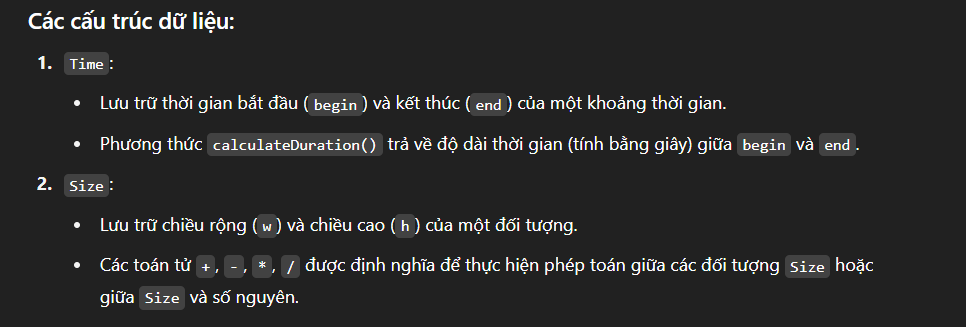 Các cấu trúc dữ liệu:
1. Time:
• Lưu trữ thời gian bắt đầu (begin) và kết thúc (end) của một khoảng thời gian.
• Phương thức calculateDuration() trả về độ dài thời gian (tính bằng giây) giữa begin và end.
2. Size:
• Lưu trữ chiều rộng (w) và chiều cao (h) của một đối tượng.
• Các toán tử +, -, *, / được định nghĩa để thực hiện phép toán giữa các đối tượng Size hoặc
giữa Size và số nguyên.